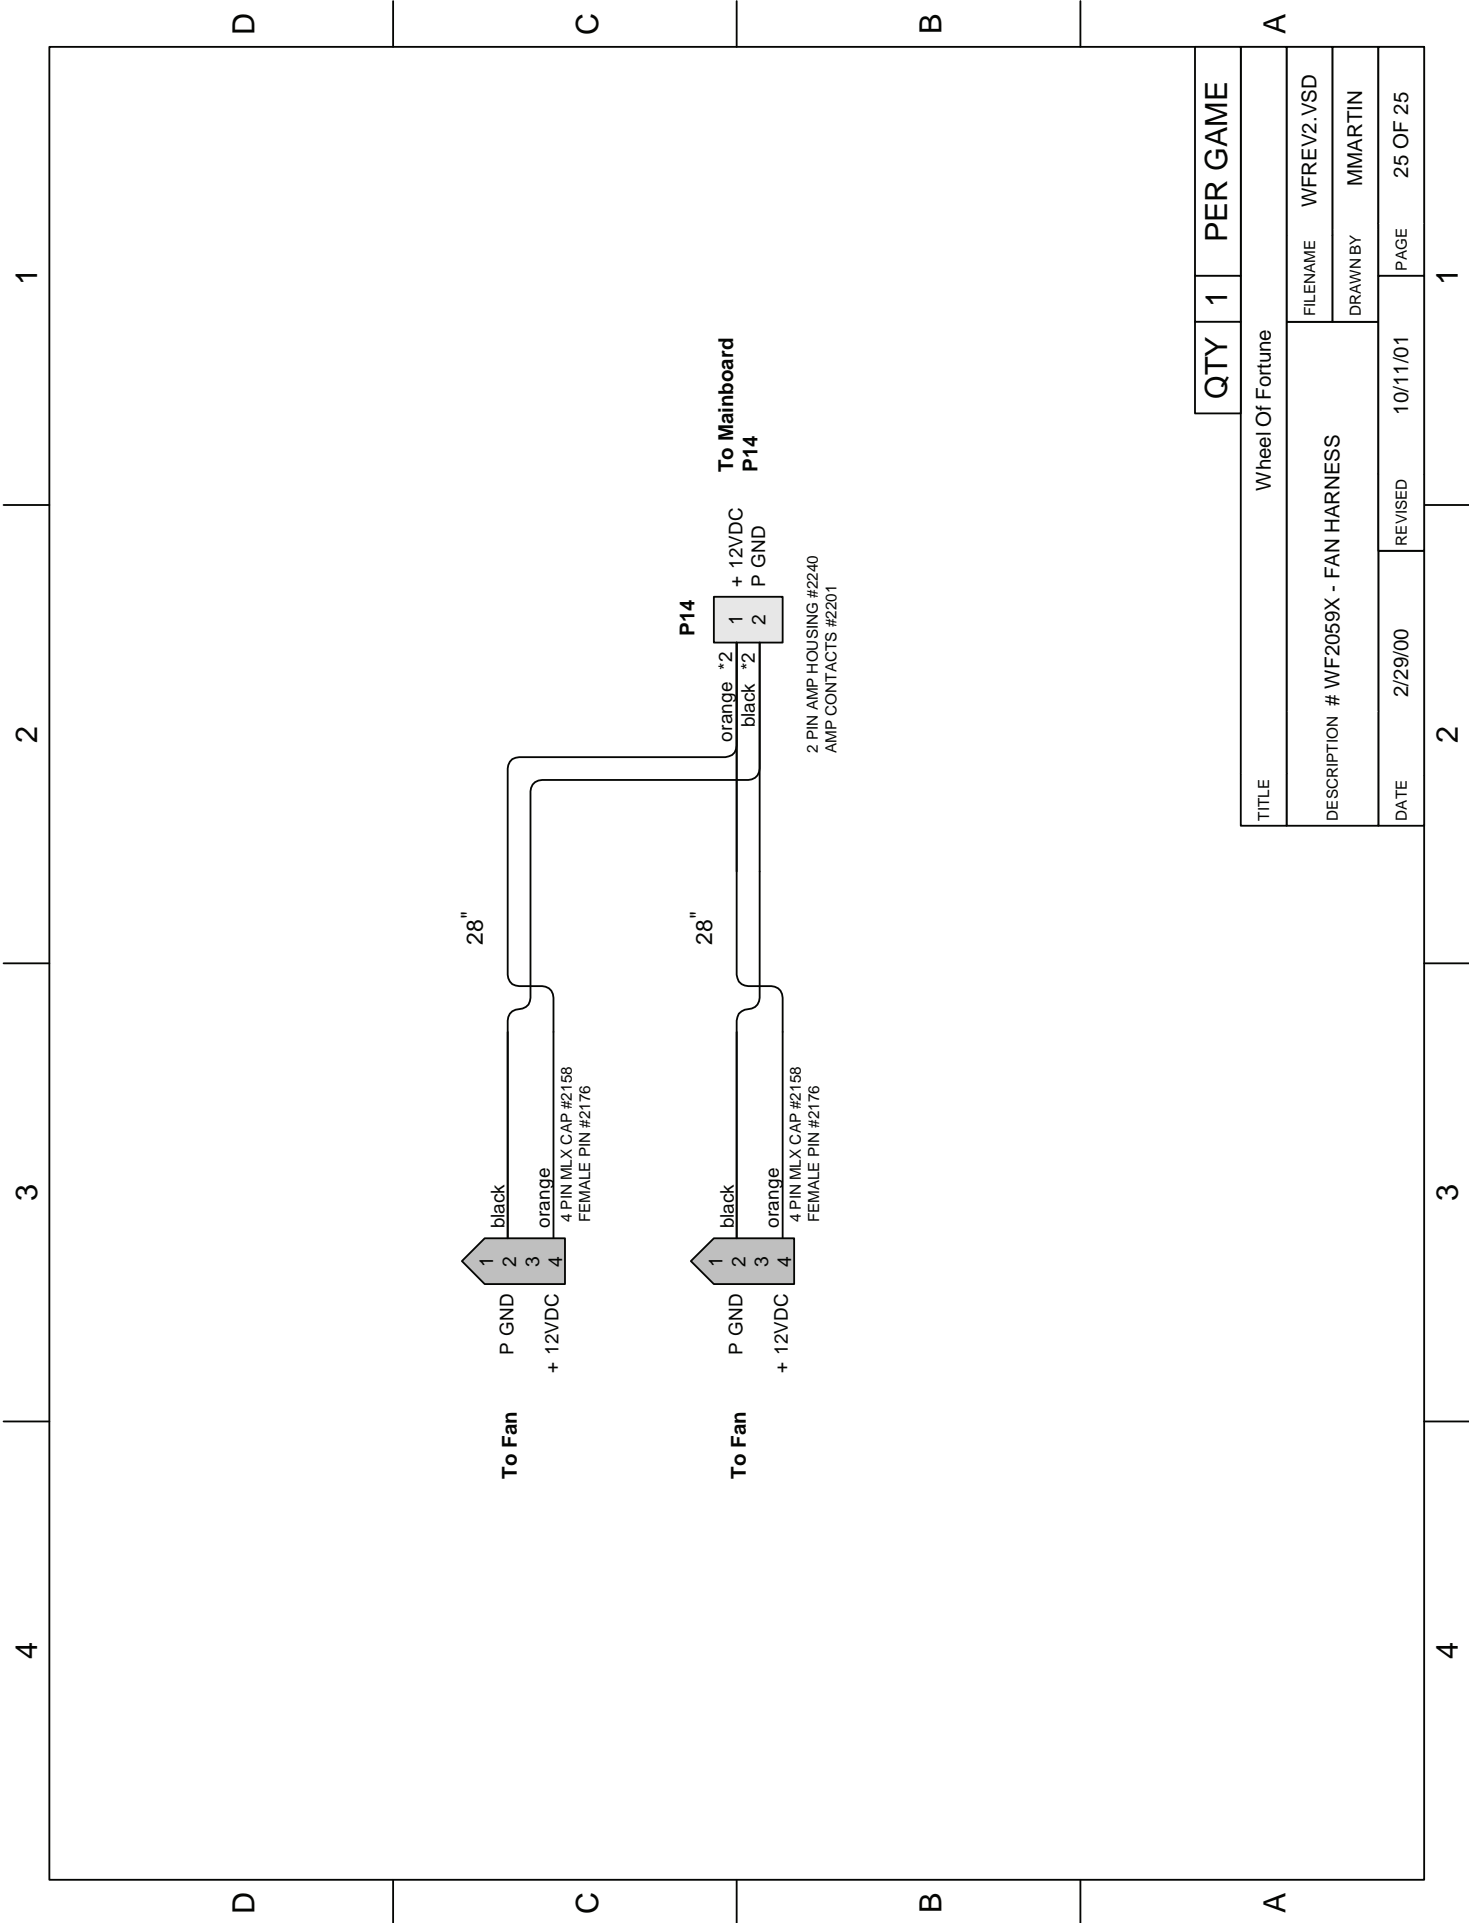 4 3 2 1
D D
C C
B B
A A
28"
To Fan
P GND
+ 12VDC
1
2
3
4
black
orange
4 PIN MLX CAP #2158
FEMALE PIN #2176
28"
To Fan
P GND
+ 12VDC
1
2
3
4
black
orange
4 PIN MLX CAP #2158
FEMALE PIN #2176
P14
orange *2
black *2
1
2
+ 12VDC
P GND
To Mainboard
P14
2 PIN AMP HOUSING #2240
AMP CONTACTS #2201
QTY 1 PER GAME
TITLE Wheel Of Fortune
DESCRIPTION # WF2059X - FAN HARNESS
FILENAME WFREV2.VSD
DRAWN BY MMARTIN
DATE 2/29/00 REVISED 10/11/01 PAGE 25 OF 25
4 3 2 1